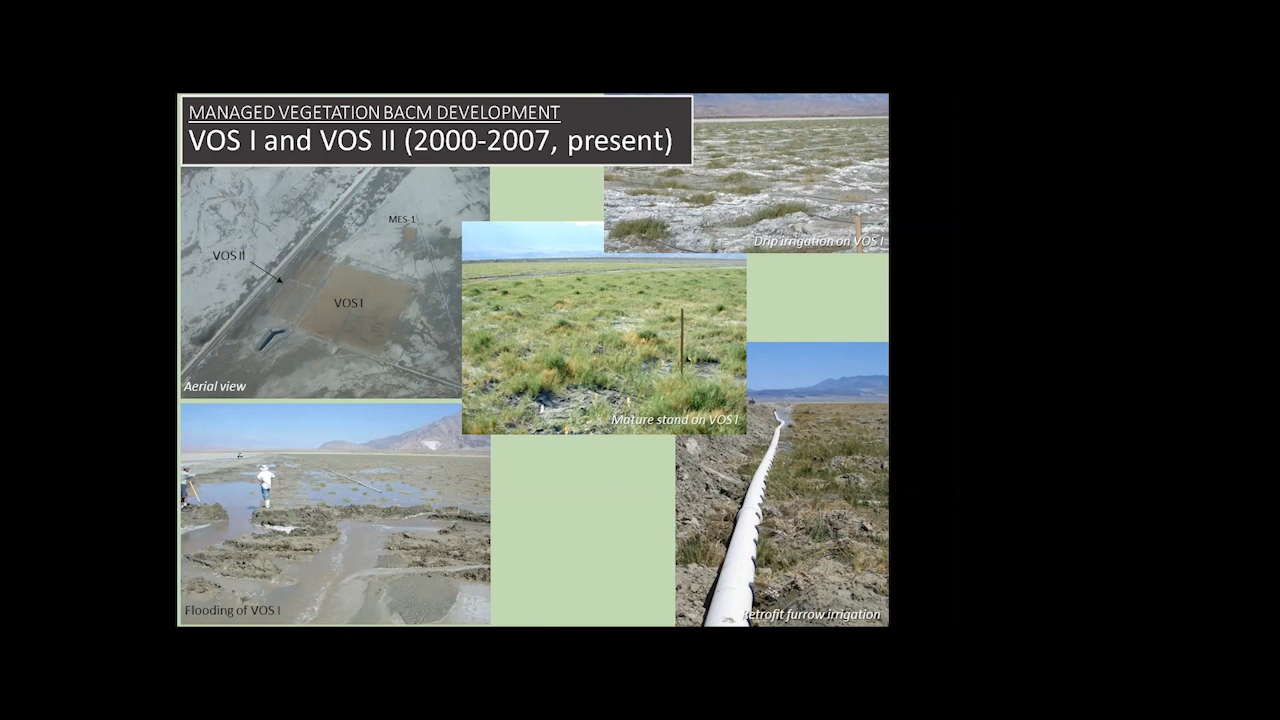 MANAGED VEGETATION BACM DEVELOPMENT
VOS I and VOS II (2000-2007, present)
MES-1
VOS II
VOS I
Aerial view
Drip irrigation on VOS I
Mature stand on VOS I
Flooding of VOS I
Retrofit furrow irrigation